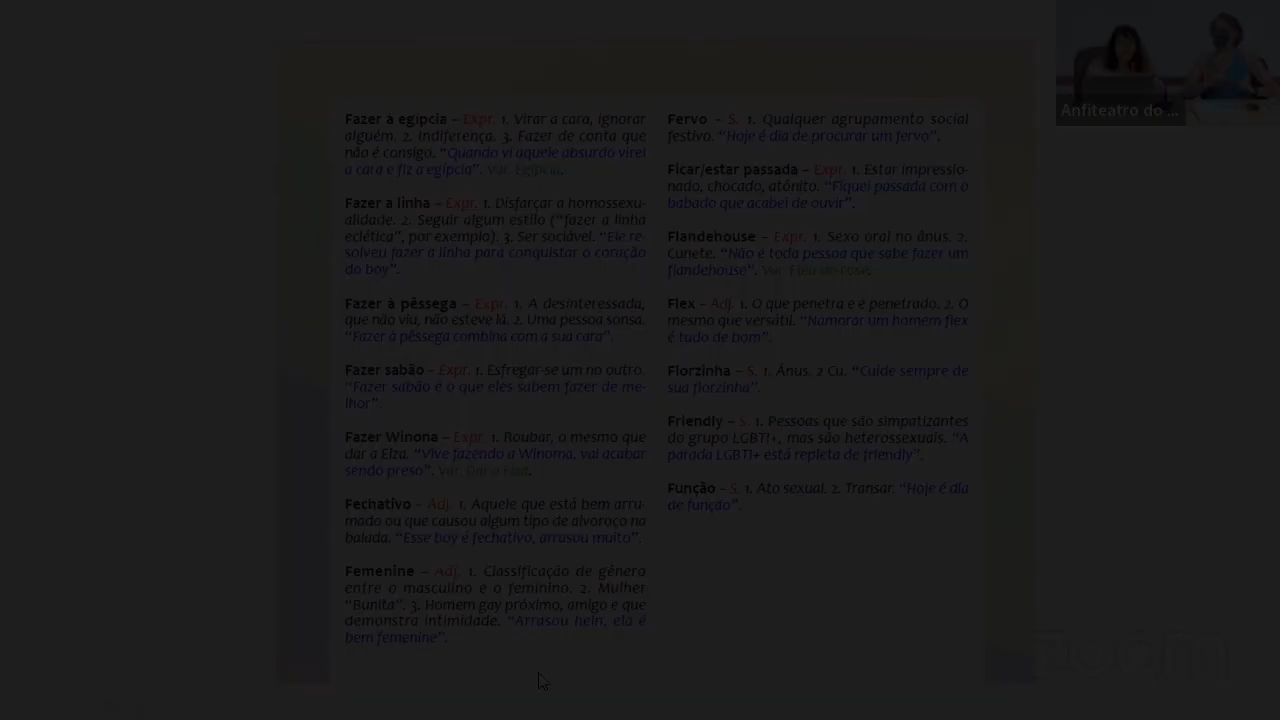 Fazer a egípcia – Expr. 1. Virar a cara, ignorar
alguém. 2. Indiferença. 3. Fazer de conta que
não é consigo. “Quando vi aquele absurdo virei
a cara e fiz a egípcia”. Var. Egípcia.
Fazer a linha – Expr. 1. Disfarçar a homossexu-
alidade. 2. Seguir algum estilo (“fazer a linha
eclética”, por exemplo). 3. Ser sociável. “Ele re-
solveu fazer a linha para conquistar o coração
do boy”.
Fazer à pêssega – Expr. 1. A desinteressada,
que não viu, não esteve lá. 2. Uma pessoa sonsa.
“Fazer à pêssega combina com a sua cara”.
Fazer sabão – Expr. 1. Esfregar-se um no outro.
“Fazer sabão é o que eles sabem fazer de me-
lhor”.
Fazer Winona – Expr. 1. Roubar, o mesmo que
dar a Elza. “Vive fazendo a Winoma, vai acabar
sendo preso”. Var. Dar a Elza.
Fechativo – Adj. 1. Aquele que está bem arru-
mado ou que causou algum tipo de alvoroço na
balada. “Esse boy é fechativo, arrasou muito”.
Femenine – Adj. 1. Classificação de gênero
entre o masculino e o feminino. 2. Mulher
“Bunita”. 3. Homem gay próximo, amigo e que
demonstra intimidade. “Arrasou hein, ela é
bem femenine”.
Fervo – S. 1. Qualquer agrupamento social
festivo. “Hoje é dia de procurar um fervo”.
Ficar/estar passada – Expr. 1. Estar impressio-
nado, chocado, atônito. “Fiquei passada com o
babado que acabei de ouvir”.
Flandehouse – Expr. 1. Sexo oral no ânus. 2.
Cunete. “Não é toda pessoa que sabe fazer um
flandehouse”. Var.
Flex – Adj. 1. O que penetra e é penetrado. 2. O
mesmo que versátil. “Namorar um homem flex
é tudo de bom”.
Florzinha – S. 1. Ânus. 2 Cu. “Cuide sempre de
sua florzinha”.
Friendly – S. 1. Pessoas que são simpatizantes
do grupo LGBTI+, mas são heterossexuais. “A
parada LGBTI+ está repleta de friendly”.
Função – S. 1. Ato sexual. 2. Transar. “Hoje é dia
de função”.
Anfiteatro do ...
zoom